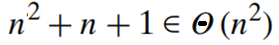 n² + n + 1 ∈ Θ(n²)